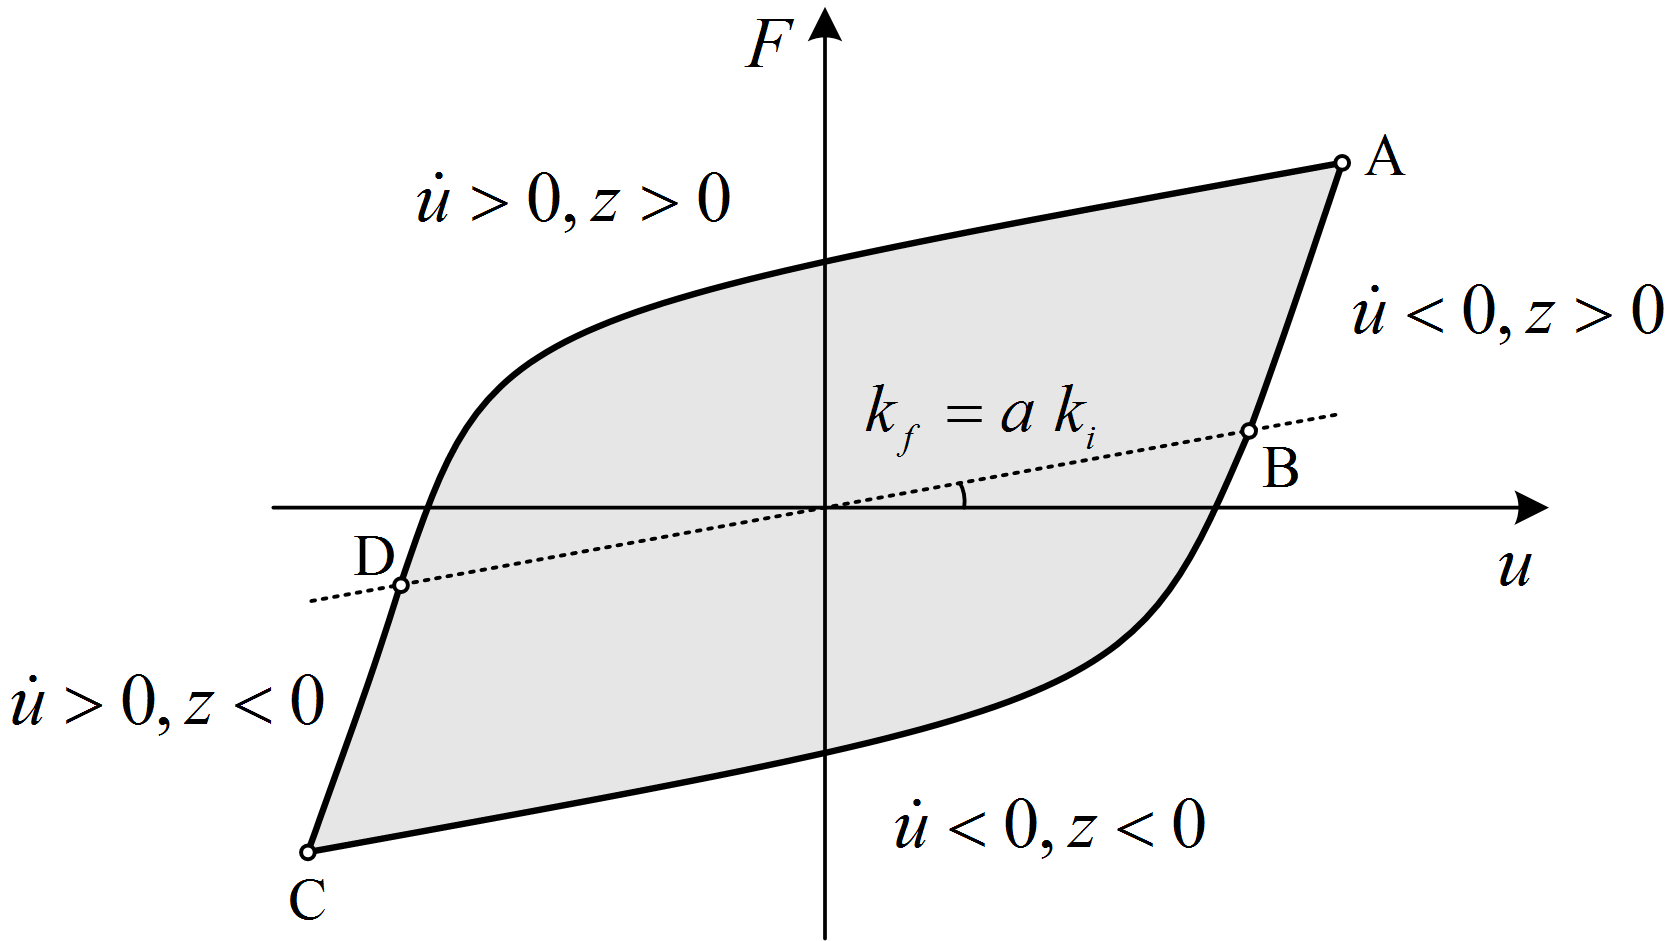 F
A
u̇ > 0, z > 0
u̇ < 0, z > 0
k_f = a k_i
B
D
u
u̇ > 0, z < 0
u̇ < 0, z < 0
C